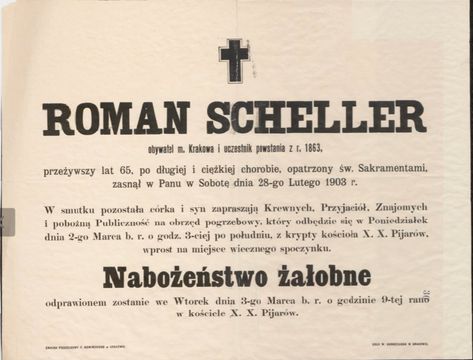 ROMAN SCHELLER
obywatel m. Krakowa i uczestnik powstania z r. 1863,
przeżywszy lat 65, po długiej i ciężkiej chorobie, opatrzony św. Sakramentami,
zasnął w Panu w Sobotę dnia 28-go Lutego 1903 r.
W smutku pozostała córka i syn zapraszają Krewnych, Przyjaciół, Znajomych
i pobożną Publiczność na obrzęd pogrzebowy, który odbędzie się w Poniedziałek
dnia 2-go Marca b. r. o godz. 3-ciej po południu, z krypty kościoła X. X. Pijarów,
wprost na miejsce wiecznego spoczynku.
Nabożeństwo żałobne
odprawionem zostanie we Wtorek dnia 3-go Marca b. r. o godzinie 9-tej rano
w kościele X. X. Pijarów.